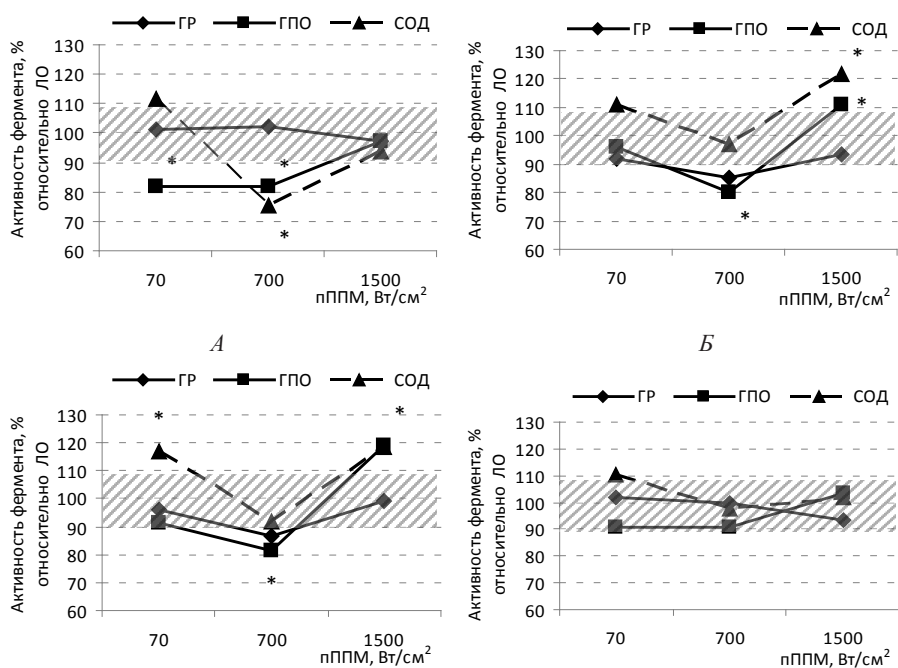 ГР ГПО СОД
Активность фермента, %
относительно ЛО
130
120
110
100
90
80
70
60
*
*
*
70 700 1500
пППМ, Вт/см²
А
ГР ГПО СОД
Активность фермента, %
относительно ЛО
130
120
110
100
90
80
70
60
*
*
*
70 700 1500
пППМ, Вт/см²
Б
ГР ГПО СОД
Активность фермента, %
относительно ЛО
130
120
110
100
90
80
70
60
*
*
*
70 700 1500
пППМ, Вт/см²
ГР ГПО СОД
Активность фермента, %
относительно ЛО
130
120
110
100
90
80
70
60
70 700 1500
пППМ, Вт/см²